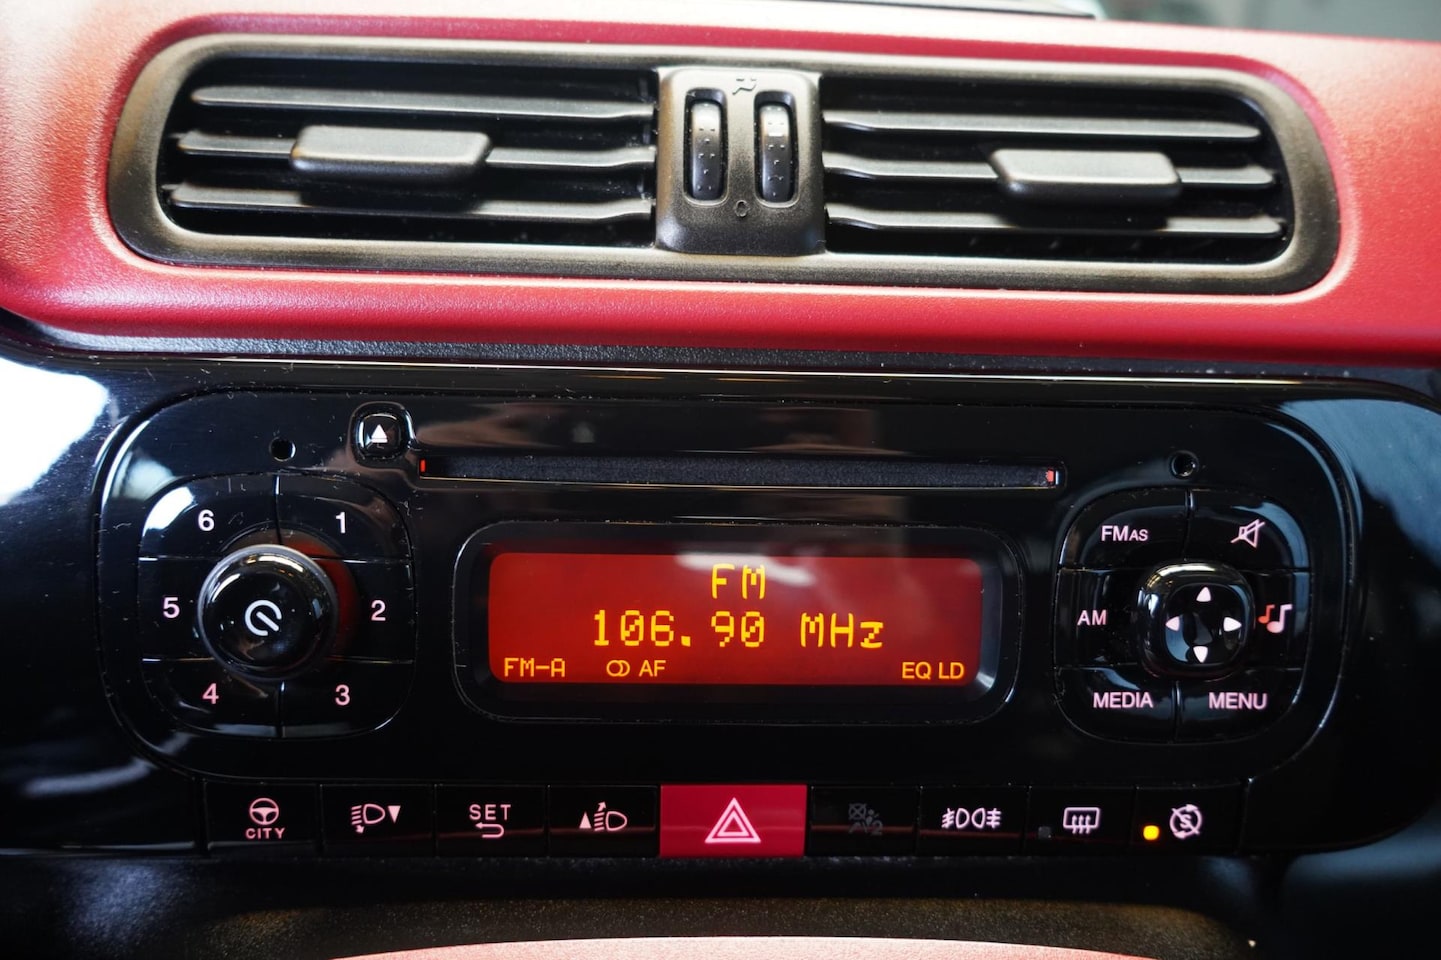 6 1
5 2
4 3
FM
106.90 MHz
FM-A AF EQ LD
FMAS
AM
MEDIA MENU
CITY
SET